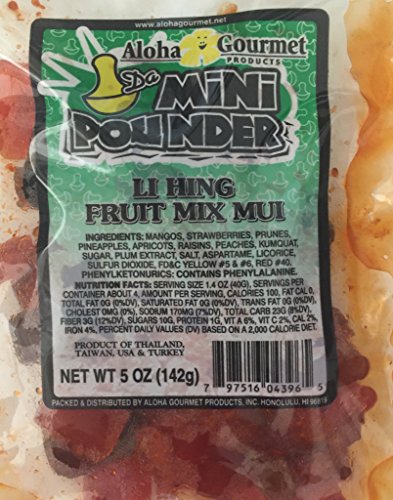 www.alohagourmet.net
Aloha Gourmet
PRODUCTS
Da MiNi
POUNDER
LI HING
FRUIT MIX MUI
INGREDIENTS: MANGOS, STRAWBERRIES, PRUNES,
PINEAPPLES, APRICOTS, RAISINS, PEACHES, KUMQUAT,
SUGAR, PLUM EXTRACT, SALT, ASPARTAME, LICORICE,
SULFUR DIOXIDE, FD&C YELLOW #5 & #6, RED #40.
PHENYLKETONURICS: CONTAINS PHENYLALANINE.
NUTRITION FACTS: SERVING SIZE 1.4 OZ (40G), SERVINGS PER
CONTAINER ABOUT 4, AMOUNT PER SERVING, CALORIES 100, FAT CAL 0,
TOTAL FAT 0G (0%DV), SATURATED FAT 0G (0%DV), TRANS FAT 0G (0%DV),
CHOLEST 0MG (0%), SODIUM 170MG (7%DV), TOTAL CARB 23G (8%DV),
FIBER 3G (12%DV), SUGARS 10G, PROTEIN 1G, VIT A 6%, VIT C 2%, CAL 2%,
IRON 4%, PERCENT DAILY VALUES (DV) BASED ON A 2,000 CALORIE DIET.
PRODUCT OF THAILAND,
TAIWAN, USA & TURKEY
NET WT 5 OZ (142g)
7 97516 04396 5
PACKED & DISTRIBUTED BY ALOHA GOURMET PRODUCTS, INC. HONOLULU, HI 96819